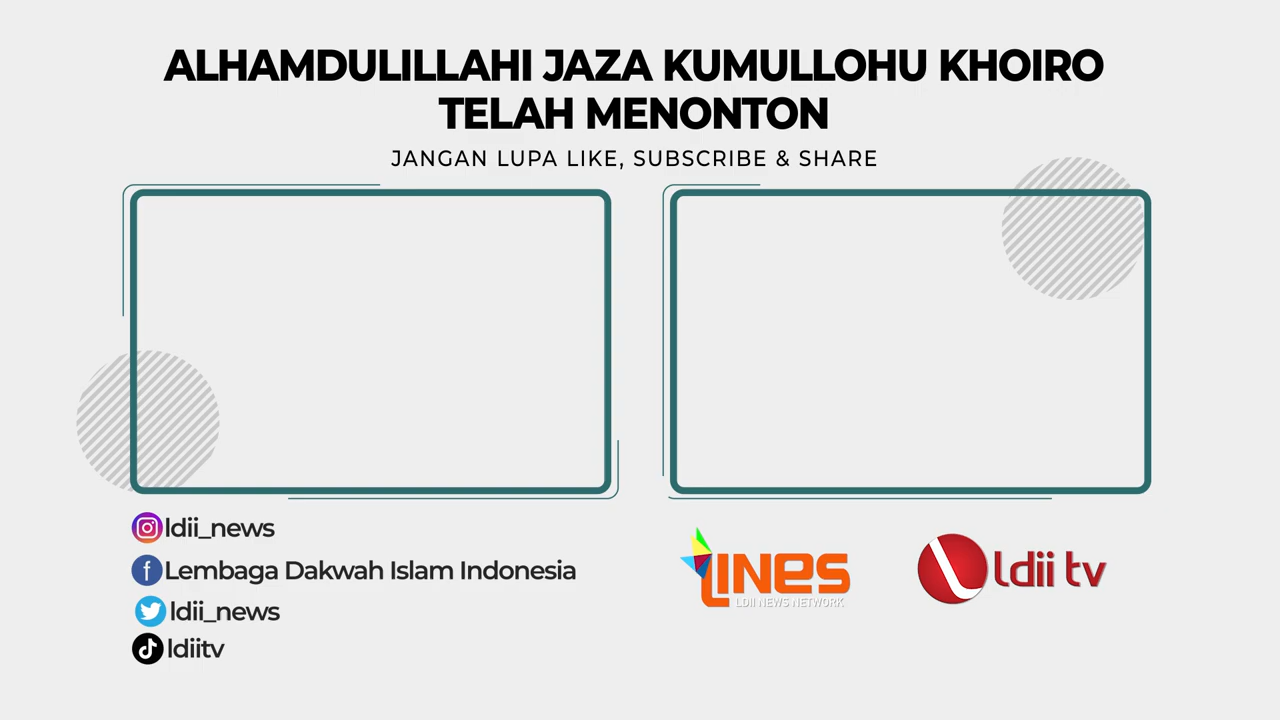 ALHAMDULILLAHI JAZA KUMULLOHU KHOIRO
TELAH MENONTON
JANGAN LUPA LIKE, SUBSCRIBE & SHARE
ldii_news
Lembaga Dakwah Islam Indonesia
ldii_news
ldiitv
LINES
LDII NEWS NETWORK
ldii tv